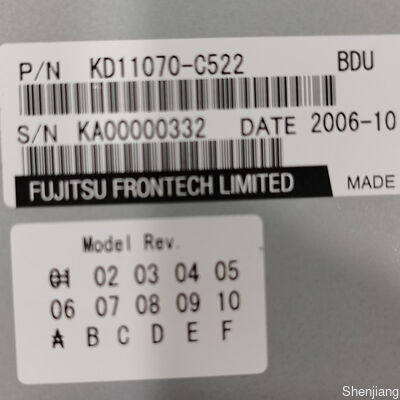 P/N KD11070-C522 BDU
S/N KA00000332 DATE 2006-10
FUJITSU FRONTECH LIMITED MADE
Model Rev.
01 02 03 04 05
06 07 08 09 10
A B C D E F
Shenjiang